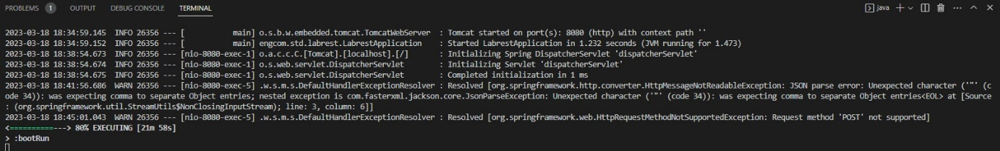 PROBLEMS 1 OUTPUT DEBUG CONSOLE TERMINAL java
2023-03-18 18:34:59.145  INFO 26356 --- [           main] o.s.b.w.embedded.tomcat.TomcatWebServer  : Tomcat started on port(s): 8080 (http) with context path ''
2023-03-18 18:34:59.152  INFO 26356 --- [           main] engcom.std.labrest.LabrestApplication    : Started LabrestApplication in 1.232 seconds (JVM running for 1.473)
2023-03-18 18:38:54.673  INFO 26356 --- [nio-8080-exec-1] o.a.c.c.C.[Tomcat].[localhost].[/]       : Initializing Spring DispatcherServlet 'dispatcherServlet'
2023-03-18 18:38:54.674  INFO 26356 --- [nio-8080-exec-1] o.s.web.servlet.DispatcherServlet        : Initializing Servlet 'dispatcherServlet'
2023-03-18 18:38:54.675  INFO 26356 --- [nio-8080-exec-1] o.s.web.servlet.DispatcherServlet        : Completed initialization in 1 ms
2023-03-18 18:41:56.686  WARN 26356 --- [nio-8080-exec-5] .w.s.m.s.DefaultHandlerExceptionResolver : Resolved [org.springframework.http.converter.HttpMessageNotReadableException: JSON parse error: Unexpected character ('"' (c
ode 34)): was expecting comma to separate Object entries; nested exception is com.fasterxml.jackson.core.JsonParseException: Unexpected character ('"' (code 34)): was expecting comma to separate Object entries<EOL> at [Source
: (org.springframework.util.StreamUtils$NonClosingInputStream); line: 3, column: 6]]
2023-03-18 18:45:01.043  WARN 26356 --- [nio-8080-exec-5] .w.s.m.s.DefaultHandlerExceptionResolver : Resolved [org.springframework.web.HttpRequestMethodNotSupportedException: Request method 'POST' not supported]
<==========---> 80% EXECUTING [21m 58s]
> :bootRun